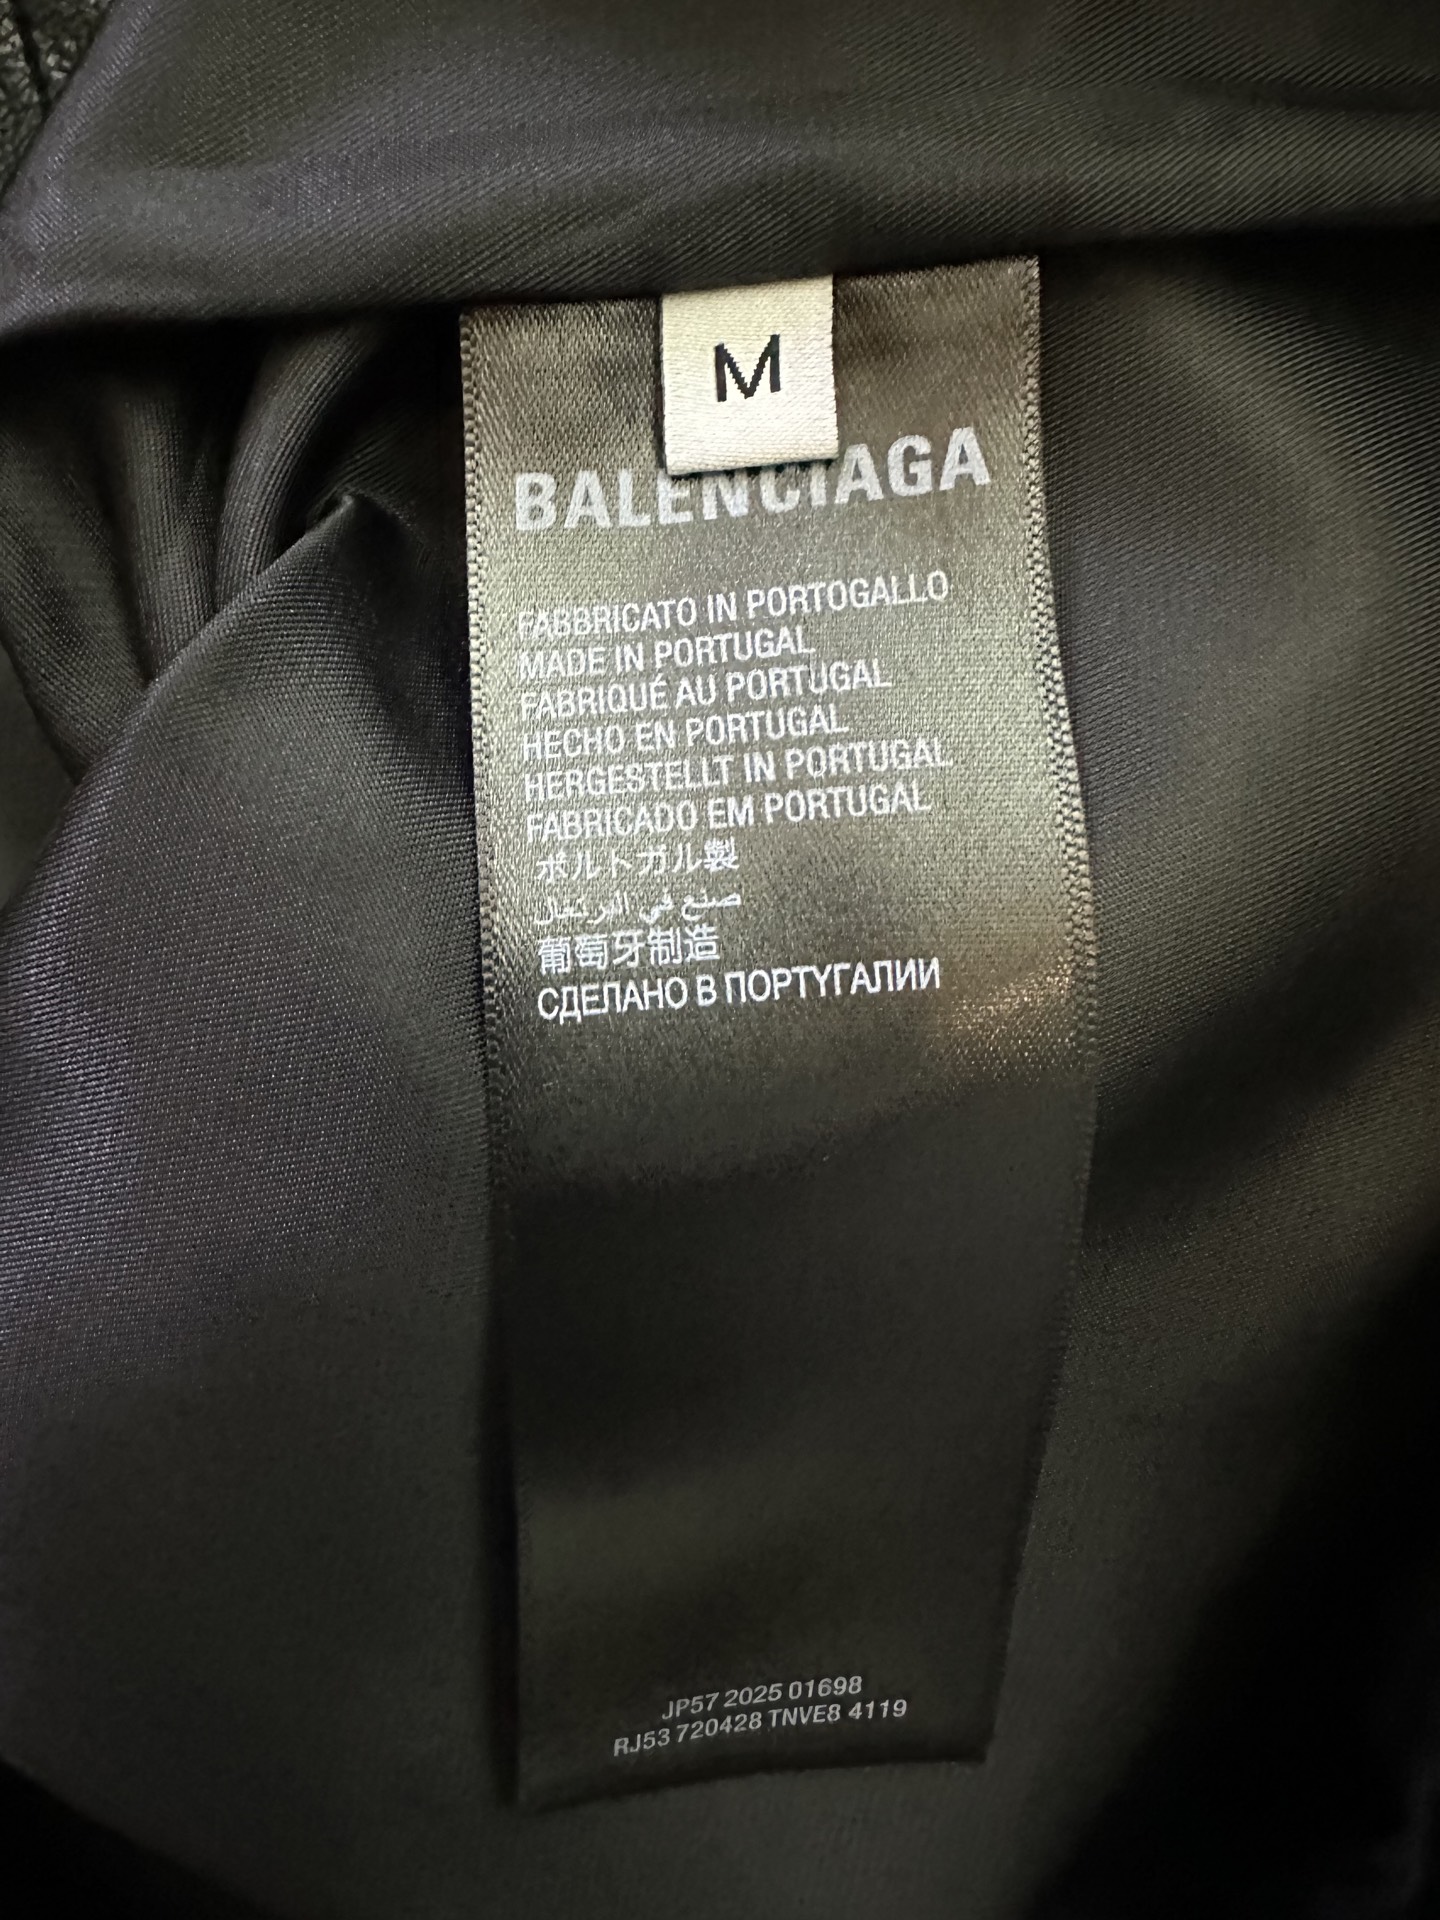 M
BALENCIAGA
FABBRICATO IN PORTOGALLO
MADE IN PORTUGAL
FABRIQUÉ AU PORTUGAL
HECHO EN PORTUGAL
HERGESTELLT IN PORTUGAL
FABRICADO EM PORTUGAL
ポルトガル製
صنع في البرتغال
葡萄牙制造
СДЕЛАНО В ПОРТУГАЛИИ
JP57 2025 01698
RJ53 720428 TNVE8 4119